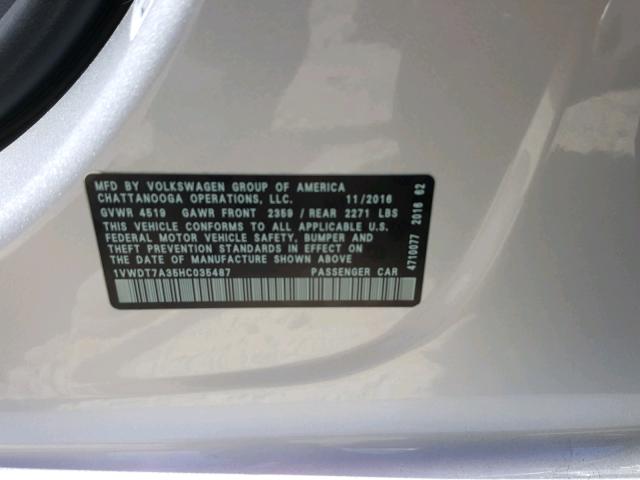 MFD BY VOLKSWAGEN GROUP OF AMERICA
CHATTANOOGA OPERATIONS, LLC. 11/2016
GVWR 4519 GAWR FRONT 2359 / REAR 2271 LBS
THIS VEHICLE CONFORMS TO ALL APPLICABLE U.S.
FEDERAL MOTOR VEHICLE SAFETY, BUMPER AND
THEFT PREVENTION STANDARDS IN EFFECT ON
THE DATE OF MANUFACTURE SHOWN ABOVE
1VWDT7A35HC035487 PASSENGER CAR
4710077 2016 62